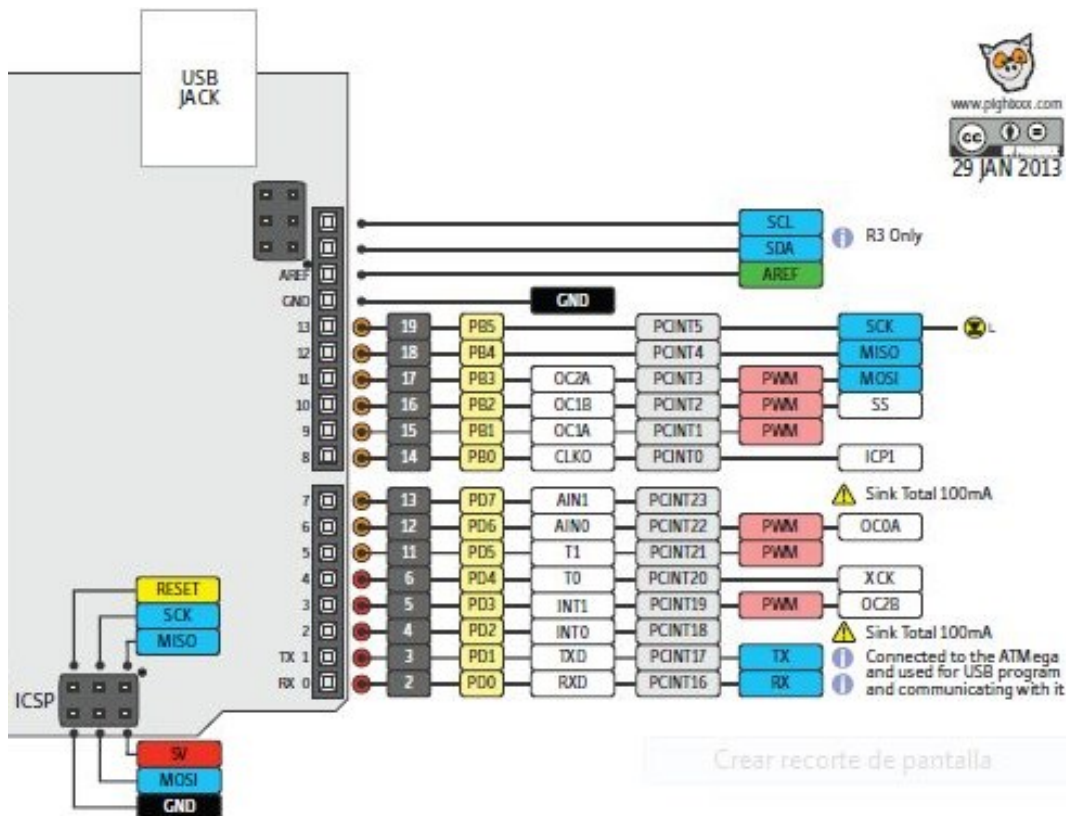 USB
JACK
www.pighixxx.com
cc
29 JAN 2013
SCL
SDA
R3 Only
AREF AREF
GND GND
13 19 PB5 PCINT5 SCK L
12 18 PB4 PCINT4 MISO
11 17 PB3 OC2A PCINT3 PWM MOSI
10 16 PB2 OC1B PCINT2 PWM SS
9 15 PB1 OC1A PCINT1 PWM
8 14 PB0 CLKO PCINT0 ICP1
Sink Total 100mA
7 13 PD7 AIN1 PCINT23
6 12 PD6 AIN0 PCINT22 PWM OC0A
5 11 PD5 T1 PCINT21 PWM
4 6 PD4 T0 PCINT20 XCK
3 5 PD3 INT1 PCINT19 PWM OC2B
2 4 PD2 INT0 PCINT18
Sink Total 100mA
TX 1 3 PD1 TXD PCINT17 TX
RX 0 2 PD0 RXD PCINT16 RX
Connected to the ATMega
and used for USB program
and communicating with it
RESET
SCK
MISO
ICSP
5V
MOSI
GND
Crear recorte de pantalla